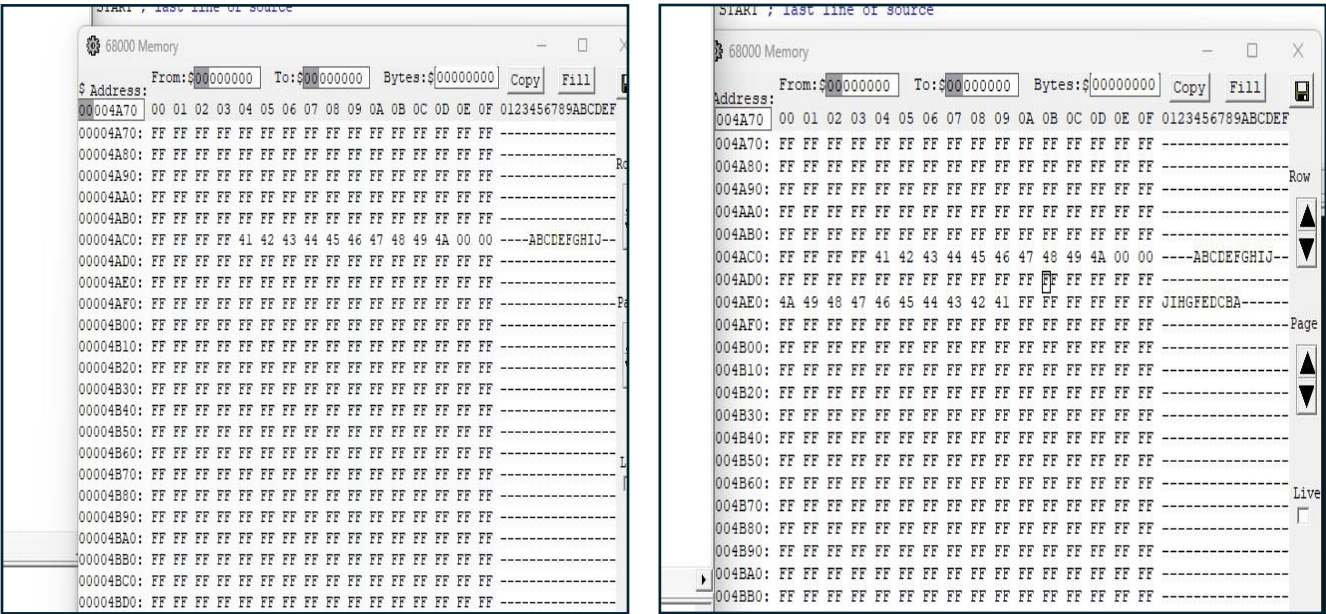 START ; last line of source
68000 Memory
From:$00000000 To:$00000000 Bytes:$00000000 Copy Fill
$ Address:
00004A70 00 01 02 03 04 05 06 07 08 09 0A 0B 0C 0D 0E 0F 0123456789ABCDEF
00004A70: FF FF FF FF FF FF FF FF FF FF FF FF FF FF FF FF ----------------
00004A80: FF FF FF FF FF FF FF FF FF FF FF FF FF FF FF FF ----------------
00004A90: FF FF FF FF FF FF FF FF FF FF FF FF FF FF FF FF ----------------
00004AA0: FF FF FF FF FF FF FF FF FF FF FF FF FF FF FF FF ----------------
00004AB0: FF FF FF FF FF FF FF FF FF FF FF FF FF FF FF FF ----------------
00004AC0: FF FF FF FF 41 42 43 44 45 46 47 48 49 4A 00 00 ----ABCDEFGHIJ--
00004AD0: FF FF FF FF FF FF FF FF FF FF FF FF FF FF FF FF ----------------
00004AE0: FF FF FF FF FF FF FF FF FF FF FF FF FF FF FF FF ----------------
00004AF0: FF FF FF FF FF FF FF FF FF FF FF FF FF FF FF FF ----------------
00004B00: FF FF FF FF FF FF FF FF FF FF FF FF FF FF FF FF ----------------
00004B10: FF FF FF FF FF FF FF FF FF FF FF FF FF FF FF FF ----------------
00004B20: FF FF FF FF FF FF FF FF FF FF FF FF FF FF FF FF ----------------
00004B30: FF FF FF FF FF FF FF FF FF FF FF FF FF FF FF FF ----------------
00004B40: FF FF FF FF FF FF FF FF FF FF FF FF FF FF FF FF ----------------
00004B50: FF FF FF FF FF FF FF FF FF FF FF FF FF FF FF FF ----------------
00004B60: FF FF FF FF FF FF FF FF FF FF FF FF FF FF FF FF ----------------
00004B70: FF FF FF FF FF FF FF FF FF FF FF FF FF FF FF FF ----------------
00004B80: FF FF FF FF FF FF FF FF FF FF FF FF FF FF FF FF ----------------
00004B90: FF FF FF FF FF FF FF FF FF FF FF FF FF FF FF FF ----------------
00004BA0: FF FF FF FF FF FF FF FF FF FF FF FF FF FF FF FF ----------------
00004BB0: FF FF FF FF FF FF FF FF FF FF FF FF FF FF FF FF ----------------
00004BC0: FF FF FF FF FF FF FF FF FF FF FF FF FF FF FF FF ----------------
00004BD0: FF FF FF FF FF FF FF FF FF FF FF FF FF FF FF FF ----------------
START ; last line of source
68000 Memory
From:$00000000 To:$00000000 Bytes:$00000000 Copy Fill
Address:
004A70 00 01 02 03 04 05 06 07 08 09 0A 0B 0C 0D 0E 0F 0123456789ABCDEF
004A70: FF FF FF FF FF FF FF FF FF FF FF FF FF FF FF FF ----------------
004A80: FF FF FF FF FF FF FF FF FF FF FF FF FF FF FF FF ----------------
Row
004A90: FF FF FF FF FF FF FF FF FF FF FF FF FF FF FF FF ----------------
004AA0: FF FF FF FF FF FF FF FF FF FF FF FF FF FF FF FF ----------------
004AB0: FF FF FF FF FF FF FF FF FF FF FF FF FF FF FF FF ----------------
004AC0: FF FF FF FF 41 42 43 44 45 46 47 48 49 4A 00 00 ----ABCDEFGHIJ--
004AD0: FF FF FF FF FF FF FF FF FF FF FF FF FF FF FF FF ----------------
004AE0: 4A 49 48 47 46 45 44 43 42 41 FF FF FF FF FF FF JIHGFEDCBA------
004AF0: FF FF FF FF FF FF FF FF FF FF FF FF FF FF FF FF ----------------
Page
004B00: FF FF FF FF FF FF FF FF FF FF FF FF FF FF FF FF ----------------
004B10: FF FF FF FF FF FF FF FF FF FF FF FF FF FF FF FF ----------------
004B20: FF FF FF FF FF FF FF FF FF FF FF FF FF FF FF FF ----------------
004B30: FF FF FF FF FF FF FF FF FF FF FF FF FF FF FF FF ----------------
004B40: FF FF FF FF FF FF FF FF FF FF FF FF FF FF FF FF ----------------
004B50: FF FF FF FF FF FF FF FF FF FF FF FF FF FF FF FF ----------------
004B60: FF FF FF FF FF FF FF FF FF FF FF FF FF FF FF FF ----------------
004B70: FF FF FF FF FF FF FF FF FF FF FF FF FF FF FF FF ----------------
Live
004B80: FF FF FF FF FF FF FF FF FF FF FF FF FF FF FF FF ----------------
004B90: FF FF FF FF FF FF FF FF FF FF FF FF FF FF FF FF ----------------
004BA0: FF FF FF FF FF FF FF FF FF FF FF FF FF FF FF FF ----------------
004BB0: FF FF FF FF FF FF FF FF FF FF FF FF FF FF FF FF ----------------